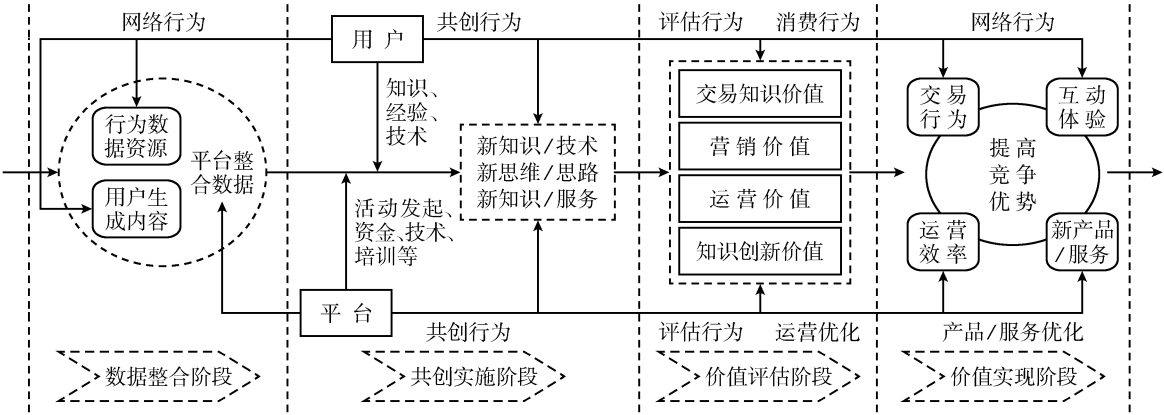 网络行为
用户
共创行为
评估行为
消费行为
网络行为
行为数
据资源
用户生
成内容
平台整
合数据
知识、
经验、
技术
活动发起、
资金、技术、
培训等
平台
新知识/技术
新思维/思路
新知识/服务
交易知识价值
营销价值
运营价值
知识创新价值
交易
行为
互动
体验
提高
竞争
优势
运营
效率
新产品
/服务
共创行为
评估行为
运营优化
产品/服务优化
数据整合阶段
共创实施阶段
价值评估阶段
价值实现阶段